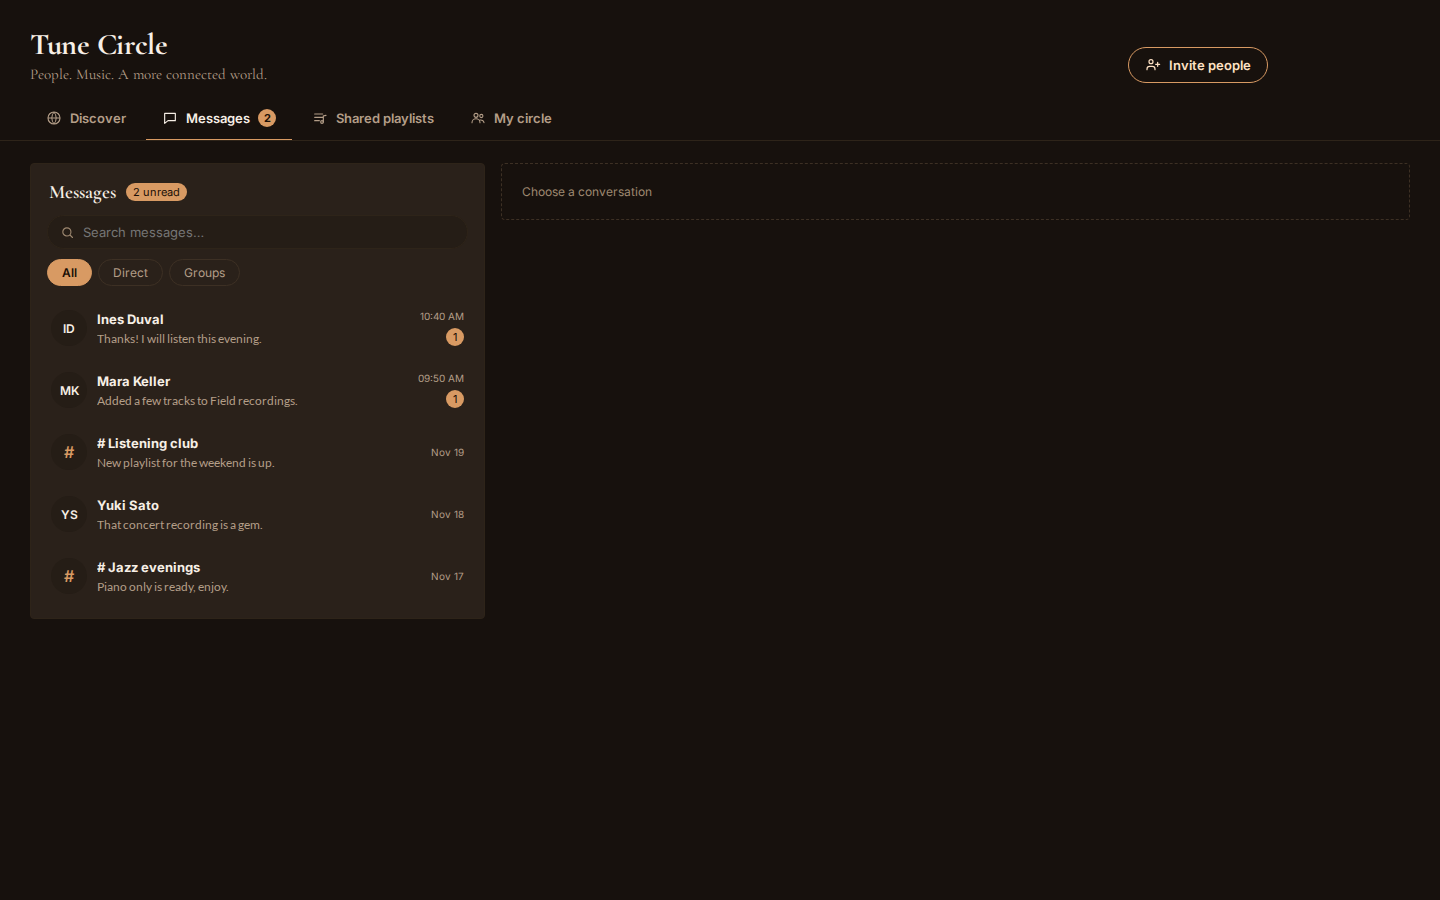 Tune Circle
People. Music. A more connected world.
Invite people
Discover
Messages 2
Shared playlists
My circle
Messages 2 unread
Search messages...
All
Direct
Groups
ID
Ines Duval
Thanks! I will listen this evening.
10:40 AM
1
MK
Mara Keller
Added a few tracks to Field recordings.
09:50 AM
1
#
# Listening club
New playlist for the weekend is up.
Nov 19
YS
Yuki Sato
That concert recording is a gem.
Nov 18
#
# Jazz evenings
Piano only is ready, enjoy.
Nov 17
Choose a conversation